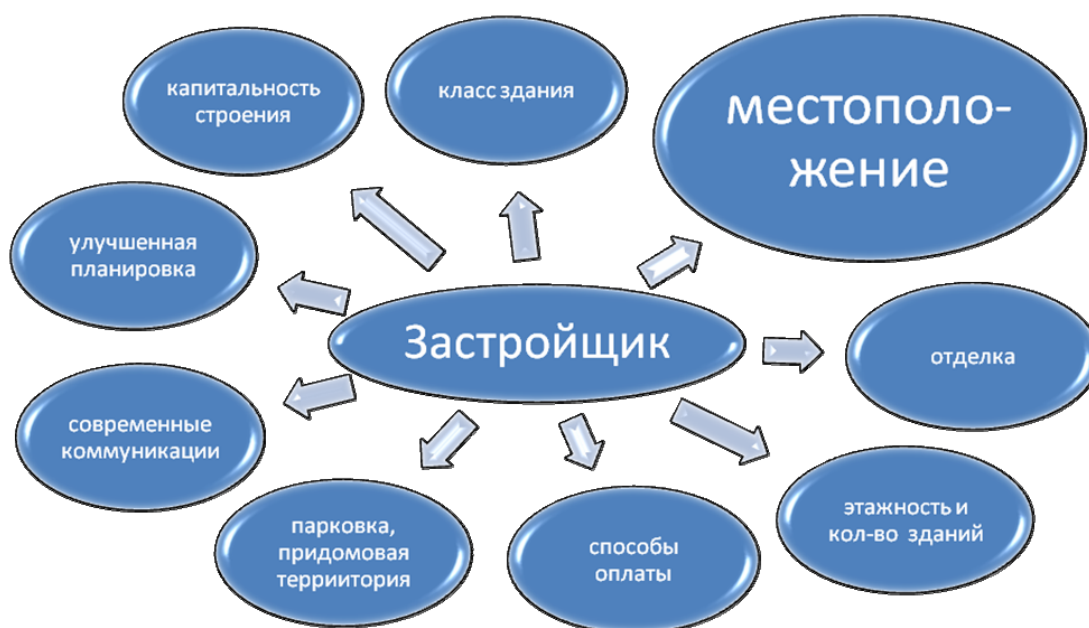 капитальность
строения
класс здания
местополо-
жение
улучшенная
планировка
Застройщик
отделка
современные
коммуникации
парковка,
придомовая
терриитория
способы
оплаты
этажность и
кол-во зданий